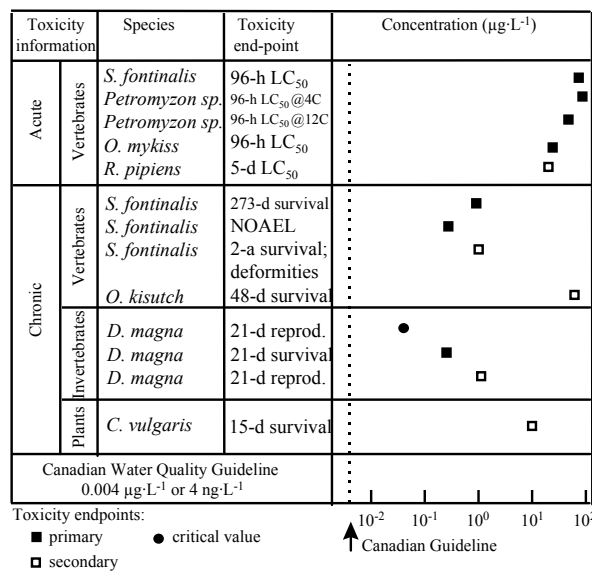 Toxicity information Species Toxicity end-point Concentration (µg·L⁻¹)
Acute
Vertebrates
S. fontinalis 96-h LC₅₀
Petromyzon sp. 96-h LC₅₀@4C
Petromyzon sp. 96-h LC₅₀@12C
O. mykiss 96-h LC₅₀
R. pipiens 5-d LC₅₀
Chronic
Vertebrates
S. fontinalis 273-d survival
S. fontinalis NOAEL
S. fontinalis 2-a survival;
deformities
O. kisutch 48-d survival
Invertebrates
D. magna 21-d reprod.
D. magna 21-d survival
D. magna 21-d reprod.
Plants
C. vulgaris 15-d survival
Canadian Water Quality Guideline
0.004 µg·L⁻¹ or 4 ng·L⁻¹
10⁻² 10⁻¹ 10⁰ 10¹ 10²
Canadian Guideline
Toxicity endpoints:
primary critical value
secondary